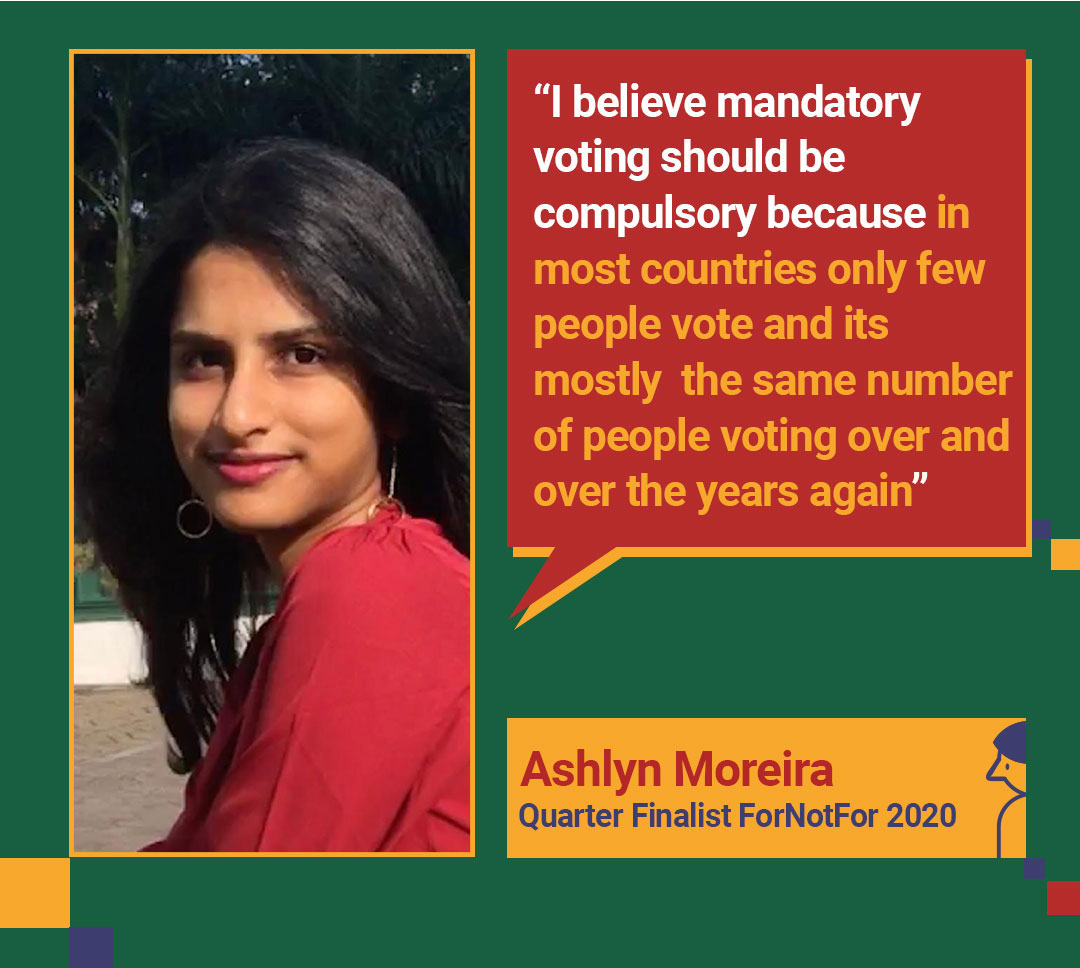 “I believe mandatory
voting should be
compulsory because in
most countries only few
people vote and its
mostly  the same number
of people voting over and
over the years again”
Ashlyn Moreira
Quarter Finalist ForNotFor 2020